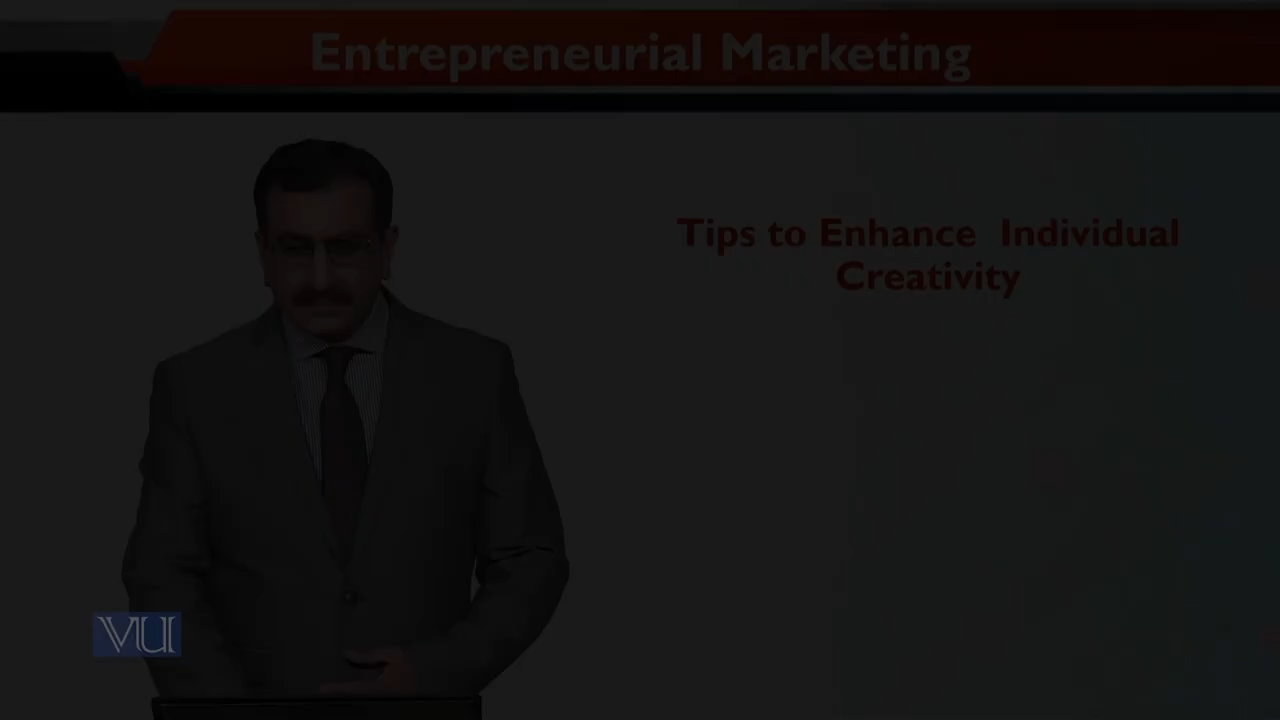 Entrepreneurial Marketing
Tips to Enhance Individual
Creativity
VU